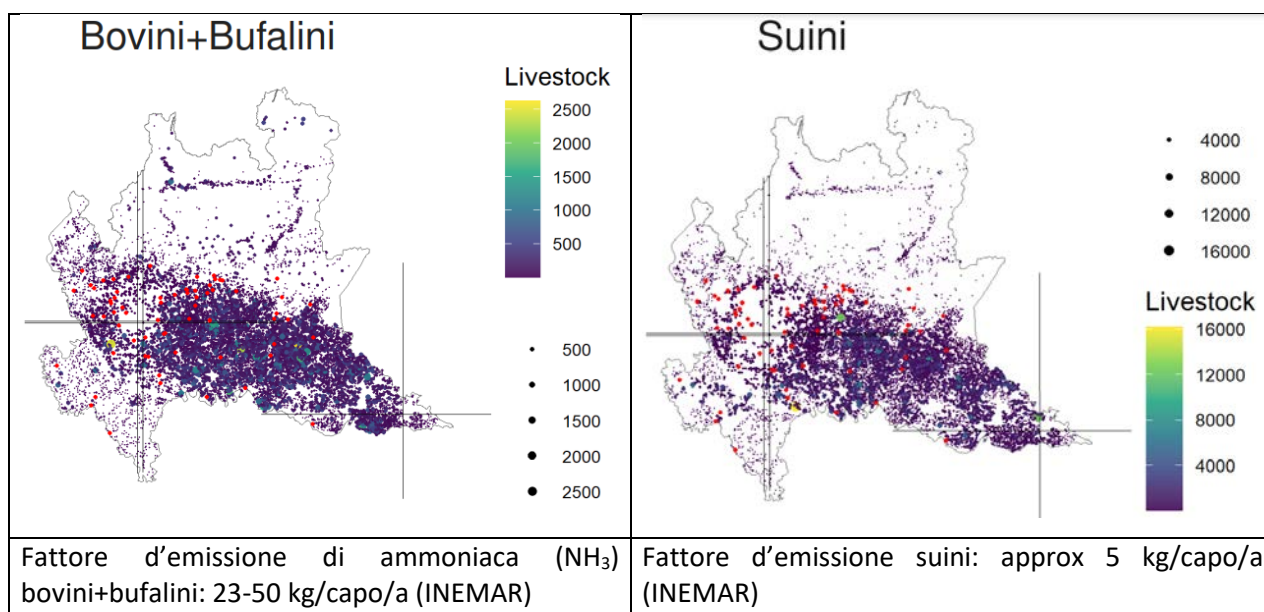 Bovini+Bufalini
Livestock
2500
2000
1500
1000
500
500
1000
1500
2000
2500
Suini
4000
8000
12000
16000
Livestock
16000
12000
8000
4000
Fattore d’emissione di ammoniaca (NH₃)
bovini+bufalini: 23-50 kg/capo/a (INEMAR)
Fattore d’emissione suini: approx 5 kg/capo/a
(INEMAR)